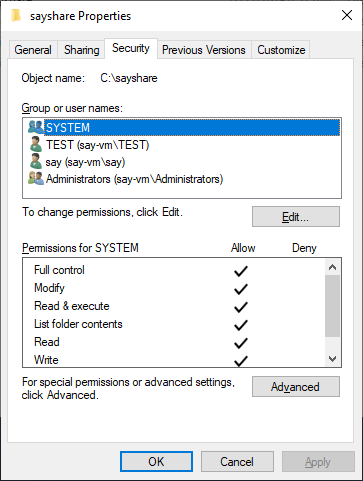 sayshare Properties
General Sharing Security Previous Versions Customize
Object name: C:\sayshare
Group or user names:
SYSTEM
TEST (say-vm\TEST)
say (say-vm\say)
Administrators (say-vm\Administrators)
To change permissions, click Edit. Edit...
Permissions for SYSTEM Allow Deny
Full control
Modify
Read & execute
List folder contents
Read
Write
For special permissions or advanced settings,
click Advanced. Advanced
OK Cancel Apply